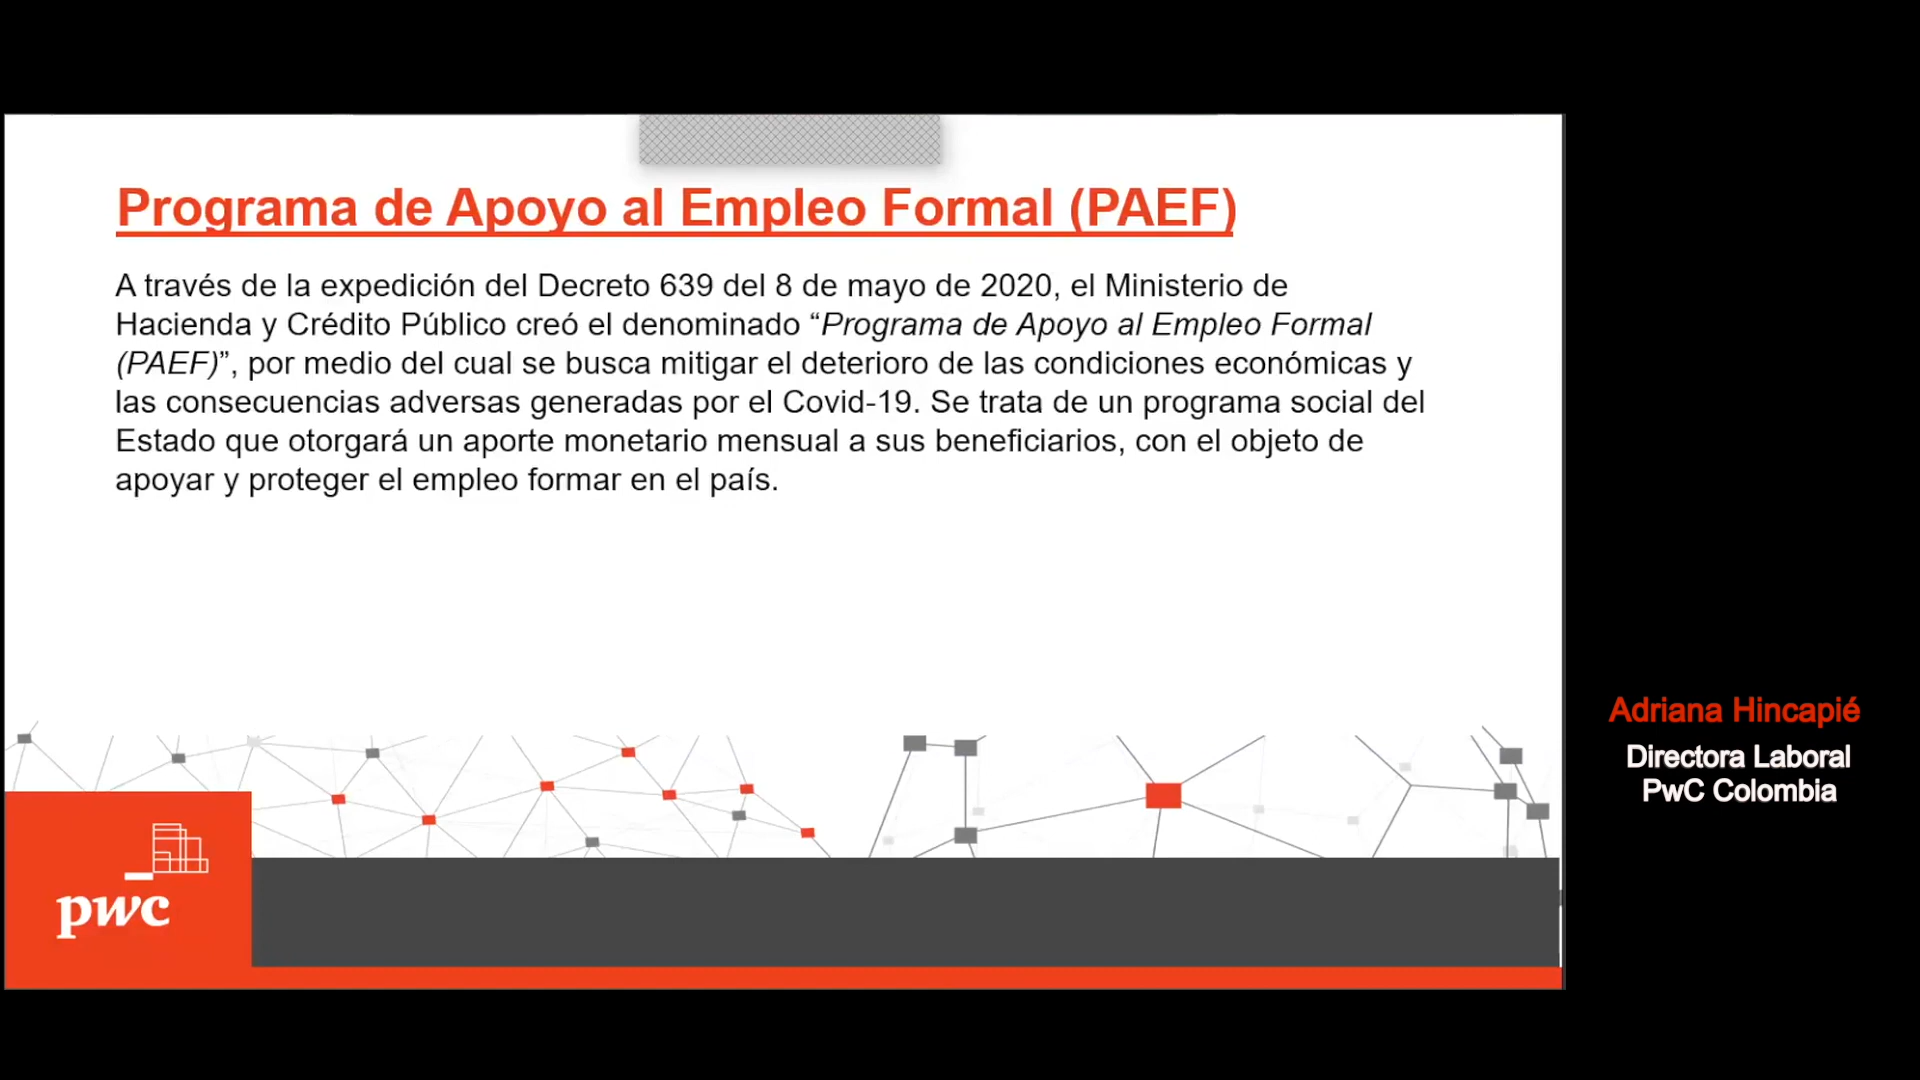 Programa de Apoyo al Empleo Formal (PAEF)
A través de la expedición del Decreto 639 del 8 de mayo de 2020, el Ministerio de
Hacienda y Crédito Público creó el denominado “Programa de Apoyo al Empleo Formal
(PAEF)”, por medio del cual se busca mitigar el deterioro de las condiciones económicas y
las consecuencias adversas generadas por el Covid-19. Se trata de un programa social del
Estado que otorgará un aporte monetario mensual a sus beneficiarios, con el objeto de
apoyar y proteger el empleo formar en el país.
Adriana Hincapié
Directora Laboral
PwC Colombia
pwc